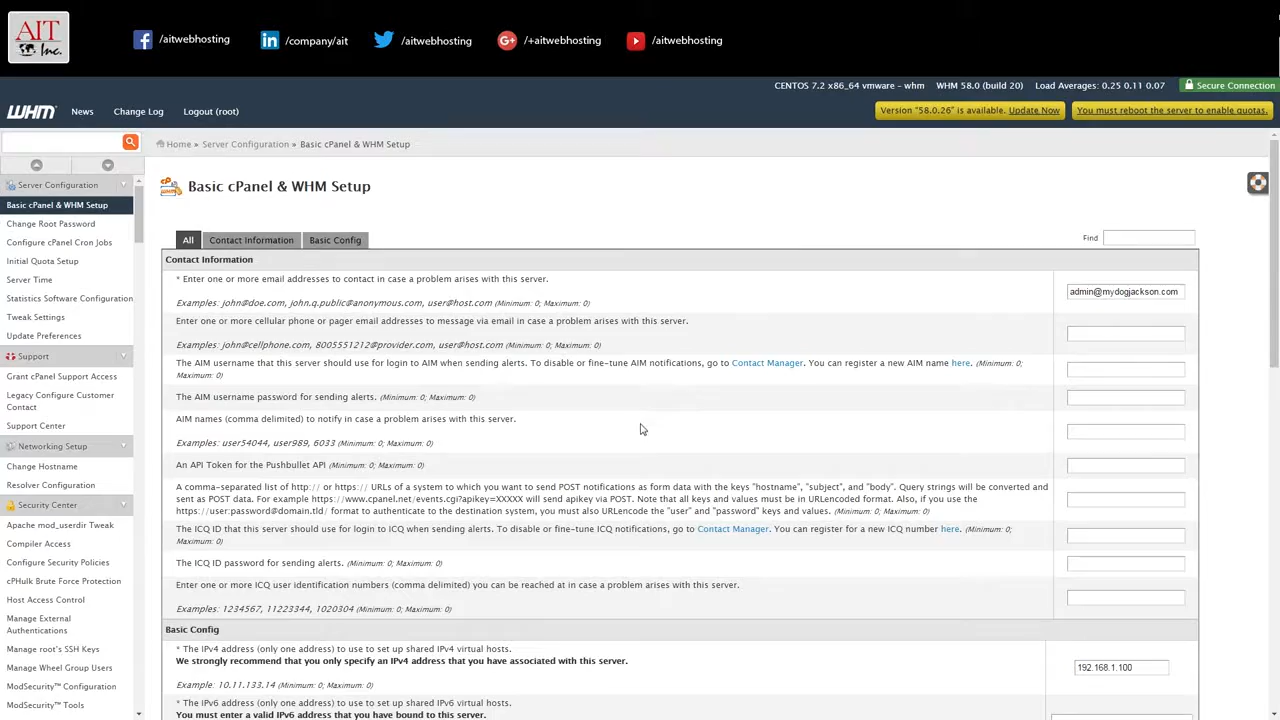 AIT
Inc.
/aitwebhosting
/company/ait
/aitwebhosting
/+aitwebhosting
/aitwebhosting
CENTOS 7.2 x86_64 vmware – whm WHM 58.0 (build 20) Load Averages: 0.25 0.11 0.07 Secure Connection
WHM News Change Log Logout (root) Version "58.0.26" is available. Update Now You must reboot the server to enable quotas.
Home » Server Configuration » Basic cPanel & WHM Setup
Server Configuration
Basic cPanel & WHM Setup
Change Root Password
Configure cPanel Cron Jobs
Initial Quota Setup
Server Time
Statistics Software Configuration
Tweak Settings
Update Preferences
Support
Grant cPanel Support Access
Legacy Configure Customer
Contact
Support Center
Networking Setup
Change Hostname
Resolver Configuration
Security Center
Apache mod_userdir Tweak
Compiler Access
Configure Security Policies
cPHulk Brute Force Protection
Host Access Control
Manage External
Authentications
Manage root's SSH Keys
Manage Wheel Group Users
ModSecurity™ Configuration
ModSecurity™ Tools
Basic cPanel & WHM Setup
All Contact Information Basic Config Find
Contact Information
* Enter one or more email addresses to contact in case a problem arises with this server.
admin@mydogjackson.com
Examples: john@doe.com, john.q.public@anonymous.com, user@host.com (Minimum: 0; Maximum: 0)
Enter one or more cellular phone or pager email addresses to message via email in case a problem arises with this server.
Examples: john@cellphone.com, 8005551212@provider.com, user@host.com (Minimum: 0; Maximum: 0)
The AIM username that this server should use for login to AIM when sending alerts. To disable or fine-tune AIM notifications, go to Contact Manager. You can register a new AIM name here. (Minimum: 0;
Maximum: 0)
The AIM username password for sending alerts. (Minimum: 0; Maximum: 0)
AIM names (comma delimited) to notify in case a problem arises with this server.
Examples: user54044, user989, 6033 (Minimum: 0; Maximum: 0)
An API Token for the Pushbullet API (Minimum: 0; Maximum: 0)
A comma-separated list of http:// or https:// URLs of a system to which you want to send POST notifications as form data with the keys "hostname", "subject", and "body". Query strings will be converted and
sent as POST data. For example https://www.cpanel.net/events.cgi?apikey=XXXXX will send apikey via POST. Note that all keys and values must be in URLencoded format. Also, if you use the
https://user:password@domain.tld/ format to authenticate to the destination system, you must also URLencode the "user" and "password" keys and values. (Minimum: 0; Maximum: 0)
The ICQ ID that this server should use for login to ICQ when sending alerts. To disable or fine-tune ICQ notifications, go to Contact Manager. You can register for a new ICQ number here. (Minimum: 0;
Maximum: 0)
The ICQ ID password for sending alerts. (Minimum: 0; Maximum: 0)
Enter one or more ICQ user identification numbers (comma delimited) you can be reached at in case a problem arises with this server.
Examples: 1234567, 11223344, 1020304 (Minimum: 0; Maximum: 0)
Basic Config
* The IPv4 address (only one address) to use to set up shared IPv4 virtual hosts.
We strongly recommend that you only specify an IPv4 address that you have associated with this server.
192.168.1.100
Example: 10.11.133.14 (Minimum: 0; Maximum: 0)
* The IPv6 address (only one address) to use to set up shared IPv6 virtual hosts.
You must enter a valid IPv6 address that you have bound to this server.